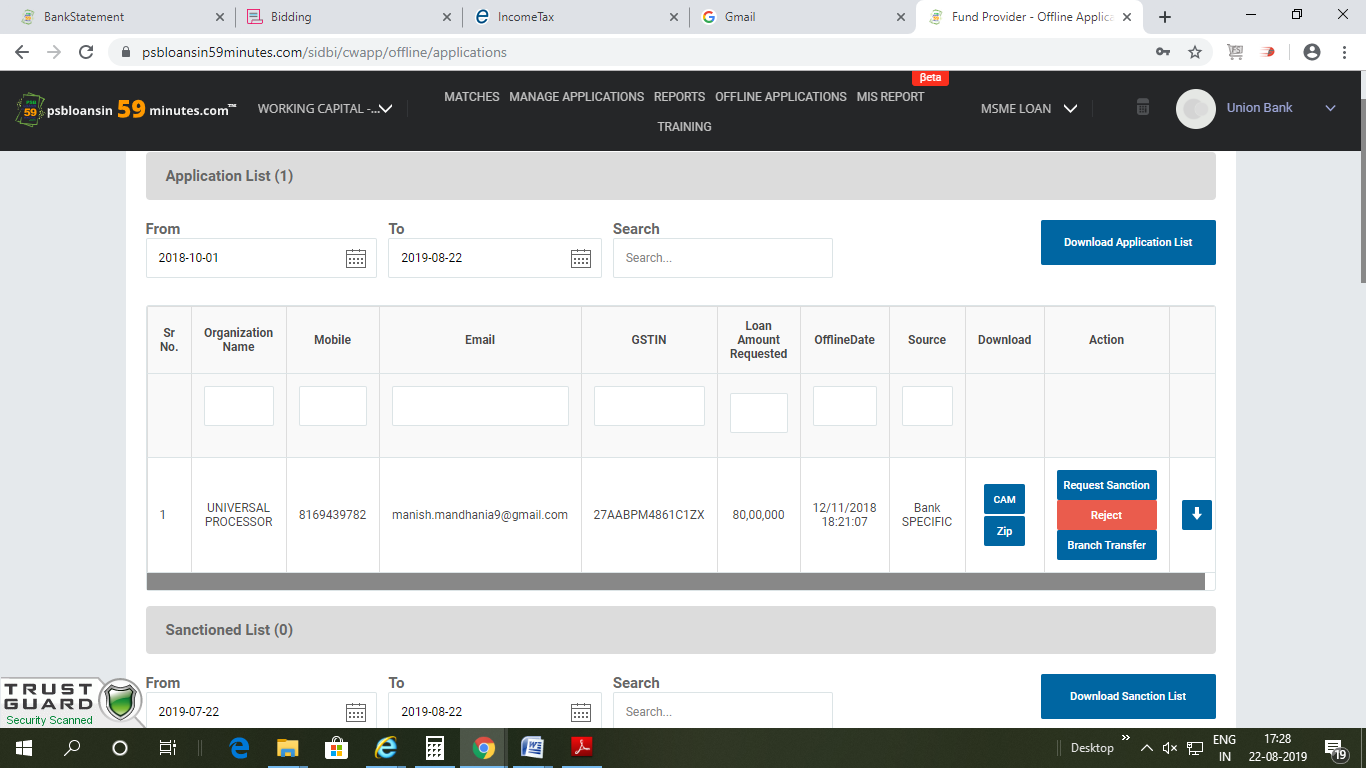 BankStatement
Bidding
IncomeTax
Gmail
Fund Provider - Offline Applica
psbloansin59minutes.com/sidbi/cwapp/offline/applications
βeta
psbloansin 59 minutes.com™
WORKING CAPITAL -...
MATCHES MANAGE APPLICATIONS REPORTS OFFLINE APPLICATIONS MIS REPORT
TRAINING
MSME LOAN
Union Bank
Application List (1)
From To Search
2018-10-01 2019-08-22 Search...
Download Application List
Sr No. Organization Name Mobile Email GSTIN Loan Amount Requested OfflineDate Source Download Action
1 UNIVERSAL PROCESSOR 8169439782 manish.mandhania9@gmail.com 27AABPM4861C1ZX 80,00,000 12/11/2018 18:21:07 Bank SPECIFIC
CAM
Zip
Request Sanction
Reject
Branch Transfer
Sanctioned List (0)
From To Search
2019-07-22 2019-08-22 Search...
Download Sanction List
TRUST
GUARD
Security Scanned
Desktop
ENG
IN
17:28
22-08-2019
19